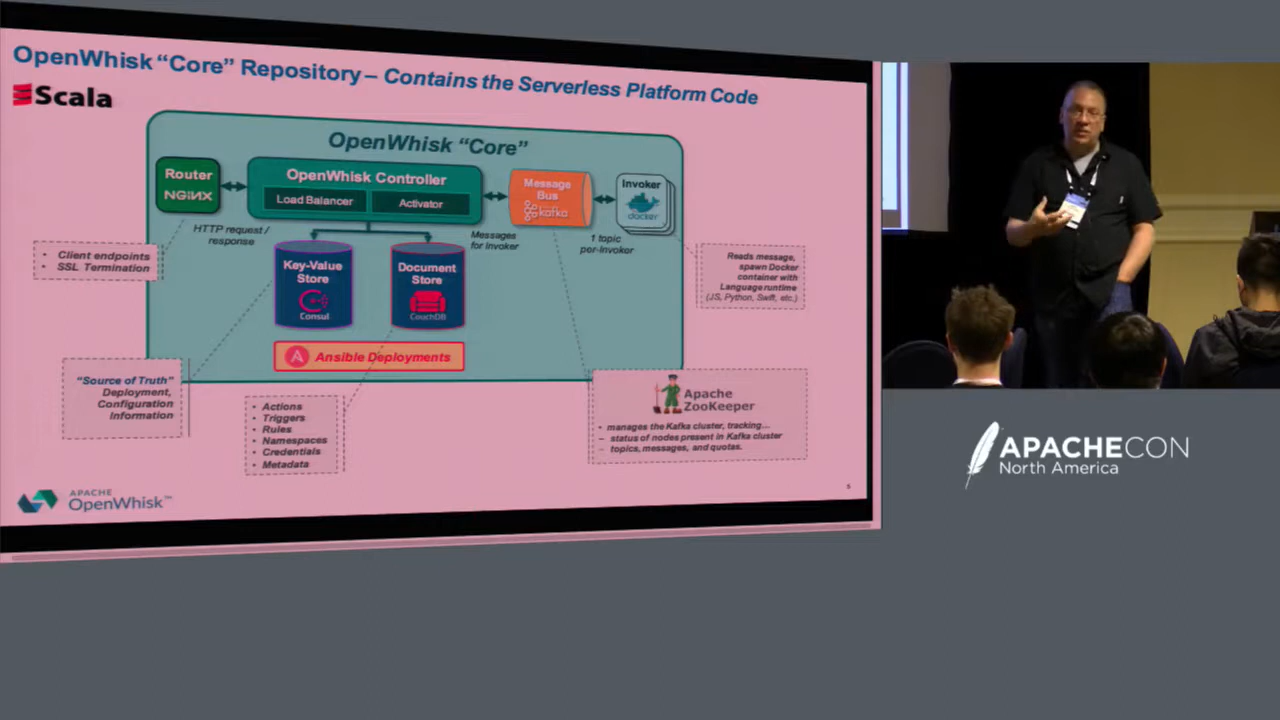 OpenWhisk “Core” Repository – Contains the Serverless Platform Code
Scala
OpenWhisk “Core”
Router
NGINX
OpenWhisk Controller
Load Balancer
Activator
Message
Bus
kafka
Invoker
docker
HTTP request /
response
Messages
for Invoker
1 topic
per-Invoker
• Client endpoints
• SSL Termination
Key-Value
Store
Consul
Document
Store
CouchDB
Reads message,
spawn Docker
container with
Language runtime
(JS, Python, Swift, etc.)
Ansible Deployments
“Source of Truth”
Deployment,
Configuration
Information
• Actions
• Triggers
• Rules
• Namespaces
• Credentials
• Metadata
Apache
ZooKeeper
• manages the Kafka cluster, tracking…
– status of nodes present in Kafka cluster
– topics, messages, and quotas.
APACHE
OpenWhisk™
5
APACHECON
North America